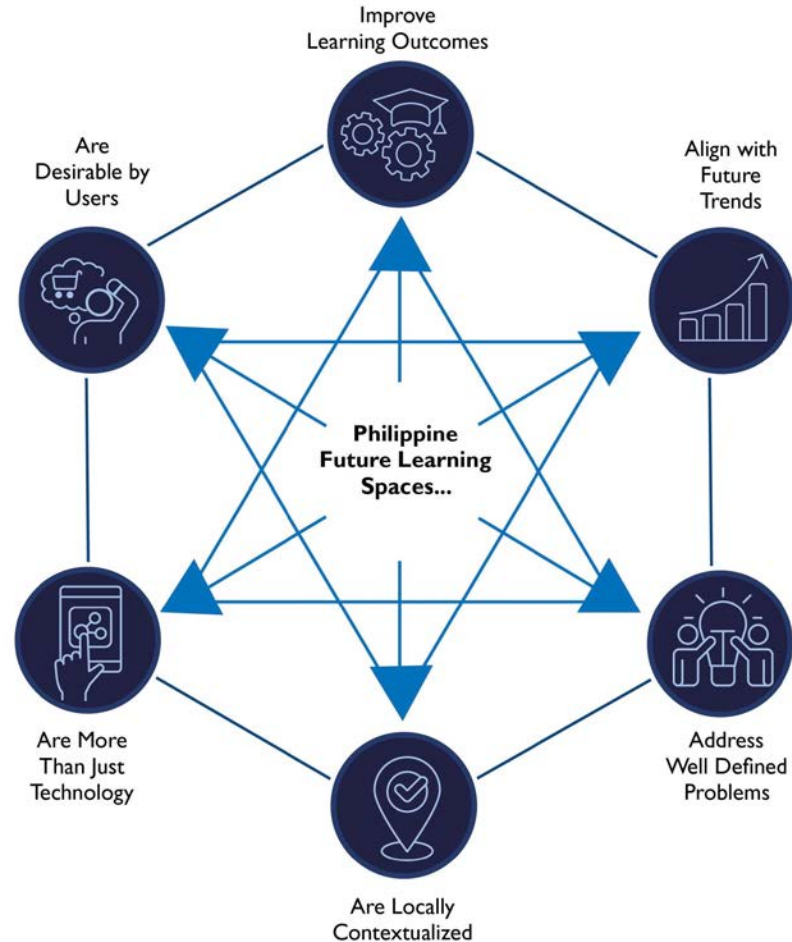 Improve
Learning Outcomes
Are
Desirable by
Users
Align with
Future
Trends
Philippine
Future Learning
Spaces...
Are More
Than Just
Technology
Address
Well Defined
Problems
Are Locally
Contextualized